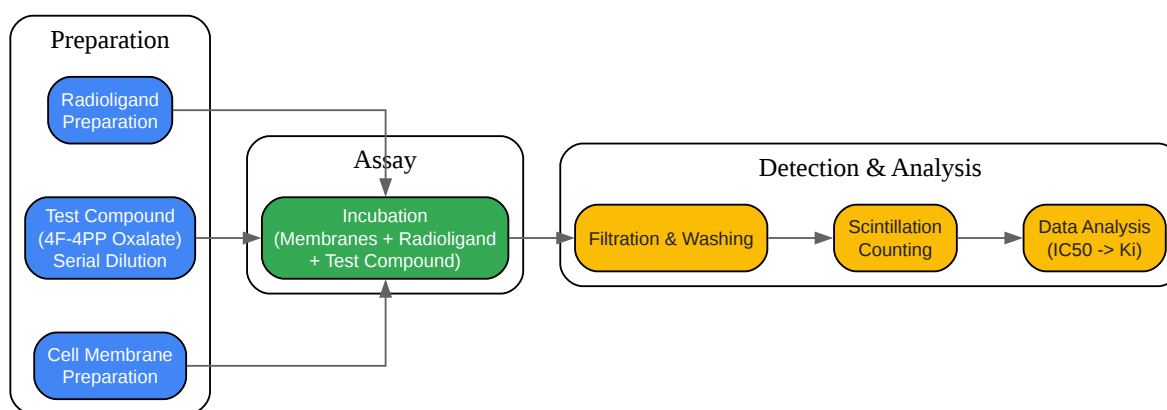 Preparation
Radioligand
Preparation
Test Compound
(4F-4PP Oxalate)
Serial Dilution
Cell Membrane
Preparation
Assay
Incubation
(Membranes + Radioligand
+ Test Compound)
Detection & Analysis
Filtration & Washing
Scintillation
Counting
Data Analysis
(IC50 -> Ki)